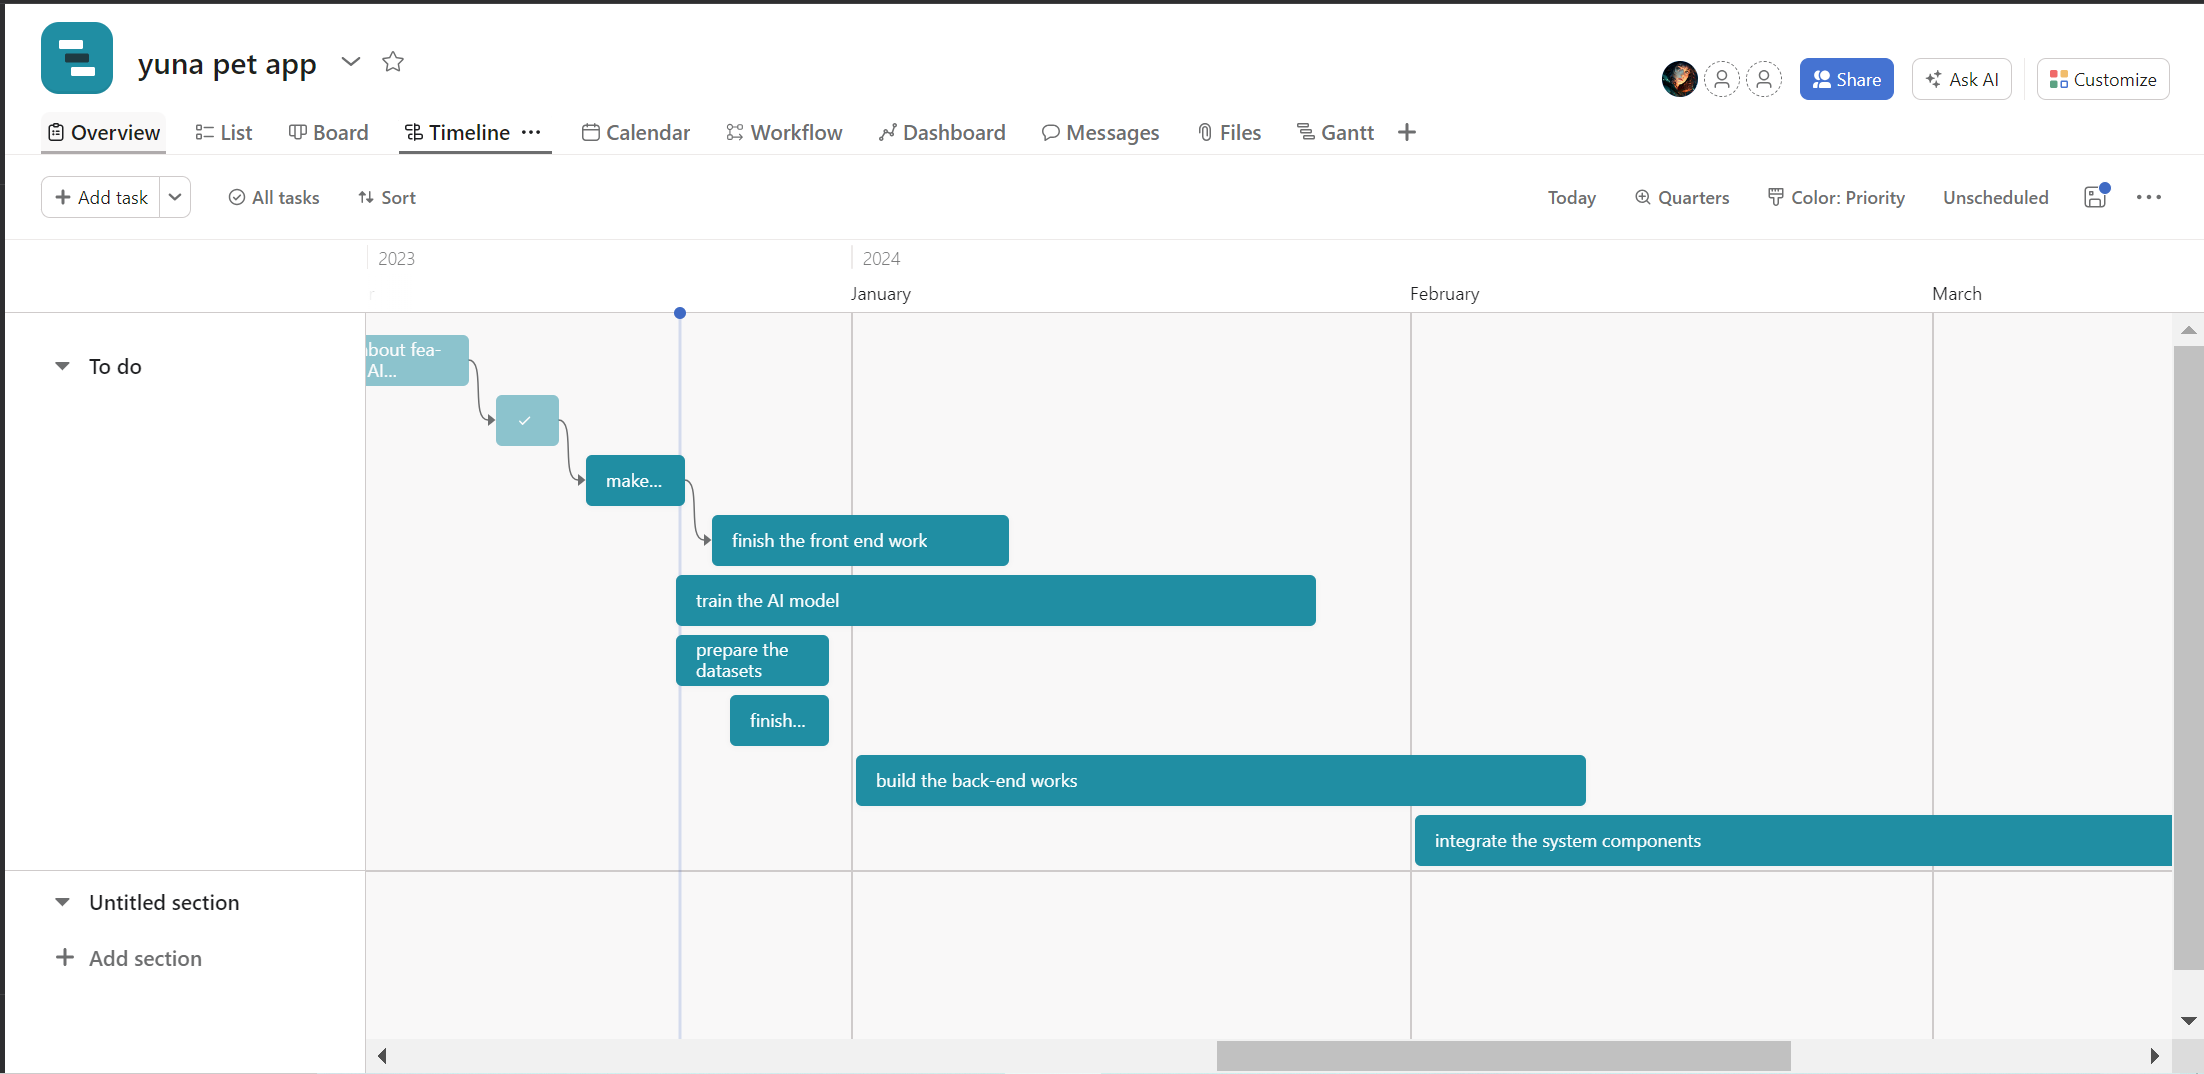 yuna pet app
Share
Ask AI
Customize
Overview
List
Board
Timeline
Calendar
Workflow
Dashboard
Messages
Files
Gantt
Add task
All tasks
Sort
Today
Quarters
Color: Priority
Unscheduled
2023
2024
January
February
March
To do
about fea-
AI...
make...
finish the front end work
train the AI model
prepare the
datasets
finish...
build the back-end works
integrate the system components
Untitled section
Add section